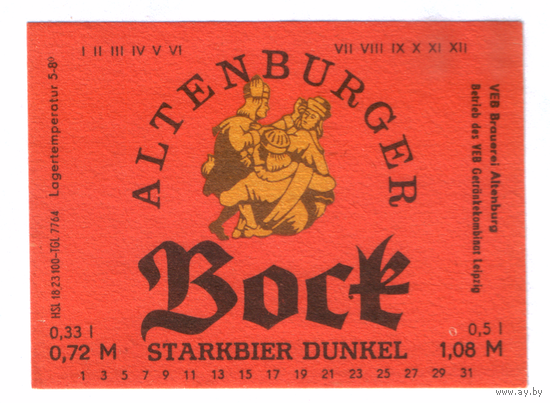 I II III IV V VI
VII VIII IX X XI XII
ALTENBURGER
HSL 18 23 100-TGL 7764 Lagertemperatur 5-8°
VEB Brauerei Altenburg
Betrieb des VEB Getränkekombinat Leipzig
Bock
0,33 l
0,72 M
STARKBIER DUNKEL
0,5 l
1,08 M
1 3 5 7 9 11 13 15 17 19 21 23 25 27 29 31
www.ay.by